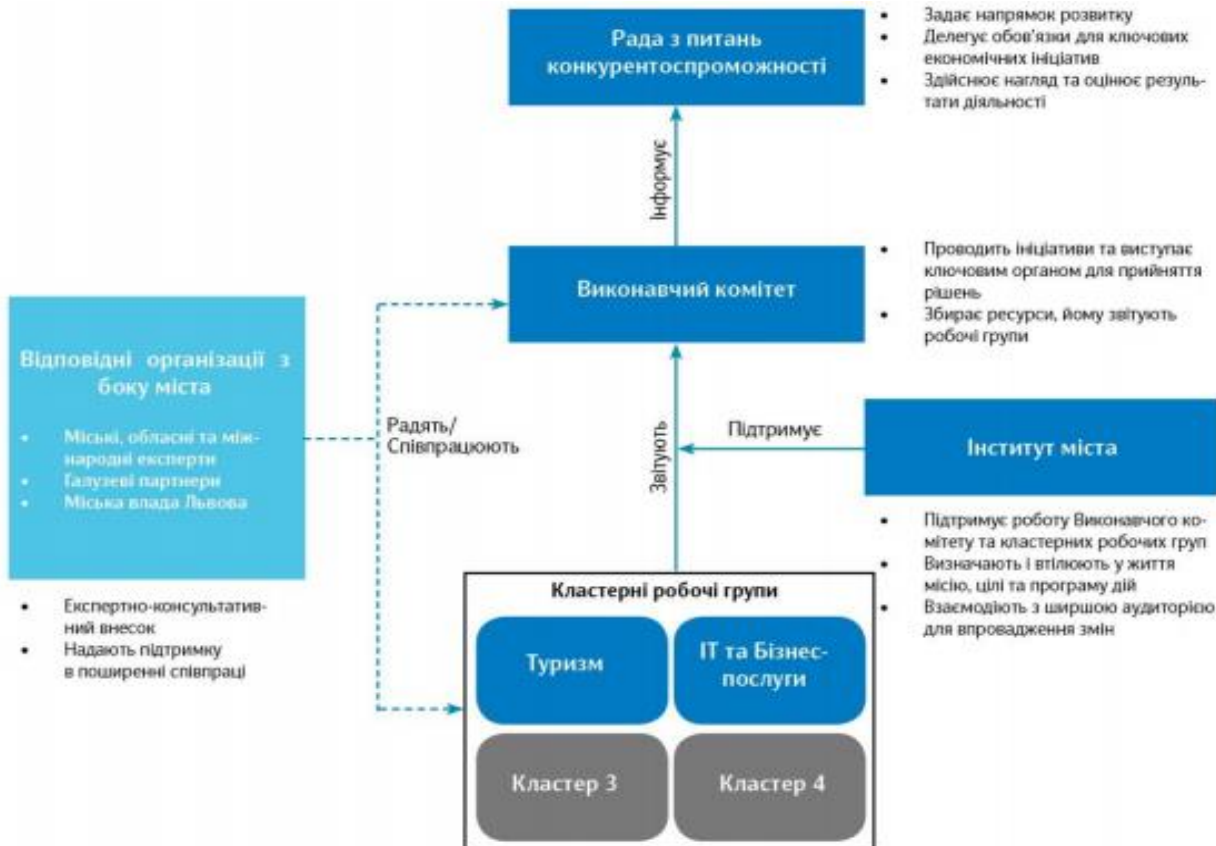 Рада з питань
конкурентоспроможності
• Задає напрямок розвитку
• Делегує обов'язки для ключових
економічних ініціатив
• Здійснює нагляд та оцінює резуль-
тати діяльності
Інформує
Виконавчий комітет
• Проводить ініціативи та виступає
ключовим органом для прийняття
рішень
• Збирає ресурси, йому звітують
робочі групи
Відповідні організації з
боку міста
• Міські, обласні та між-
народні експерти
• Галузеві партнери
• Міська влада Львова
• Експертно-консультатив-
ний внесок
• Надають підтримку
в поширенні співпраці
Радять/
Співпрацюють
Звітують
Підтримує
Інститут міста
• Підтримує роботу Виконавчого ко-
мітету та кластерних робочих груп
• Визначають і втілюють у життя
місію, цілі та програму дій
• Взаємодіють з ширшою аудиторією
для впровадження змін
Кластерні робочі групи
Туризм
ІТ та Бізнес-
послуги
Кластер 3
Кластер 4